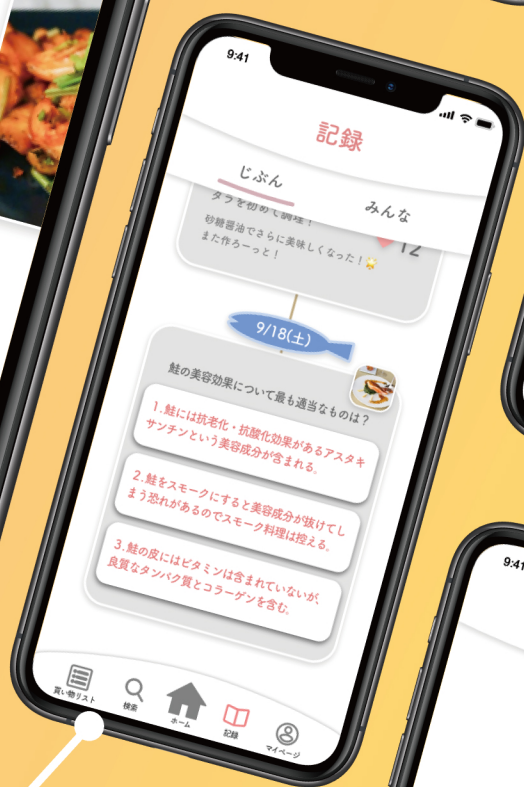 9:41
記録
じぶん
みんな
タラを初めて調理！
砂糖醤油でさらに美味しくなった！🌟
また作ろーっと！
12
9/18(土)
鮭の美容効果について最も適当なものは？
1.鮭には抗老化・抗酸化効果があるアスタキ
サンチンという美容成分が含まれる。
2.鮭をスモークにすると美容成分が抜けてし
まう恐れがあるのでスモーク料理は控える。
3.鮭の皮にはビタミンは含まれていないが、
良質なタンパク質とコラーゲンを含む。
買い物リスト
検索
ホーム
記録
マイページ
9:41